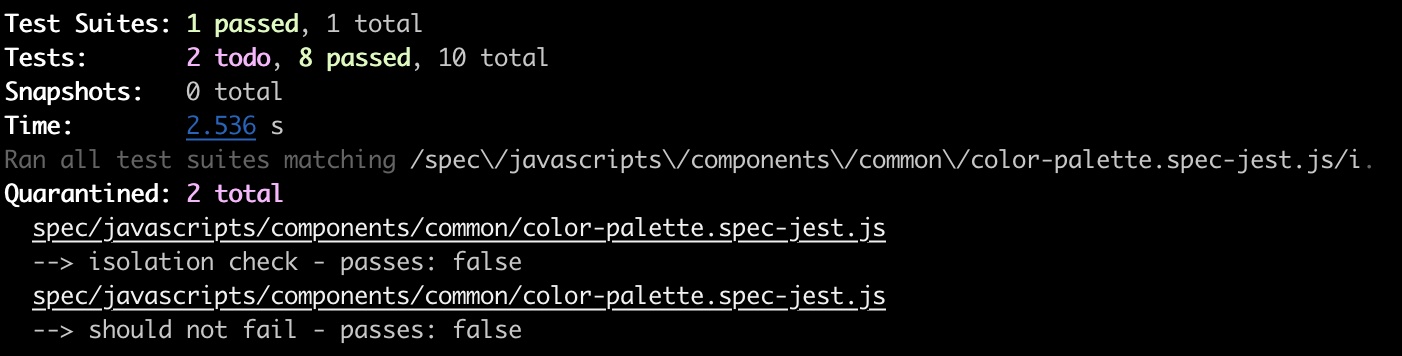 Test Suites: 1 passed, 1 total
Tests:       2 todo, 8 passed, 10 total
Snapshots:   0 total
Time:        2.536 s
Ran all test suites matching /spec\/javascripts\/components\/common\/color-palette.spec-jest.js/i.
Quarantined: 2 total
  spec/javascripts/components/common/color-palette.spec-jest.js
  --> isolation check - passes: false
  spec/javascripts/components/common/color-palette.spec-jest.js
  --> should not fail - passes: false